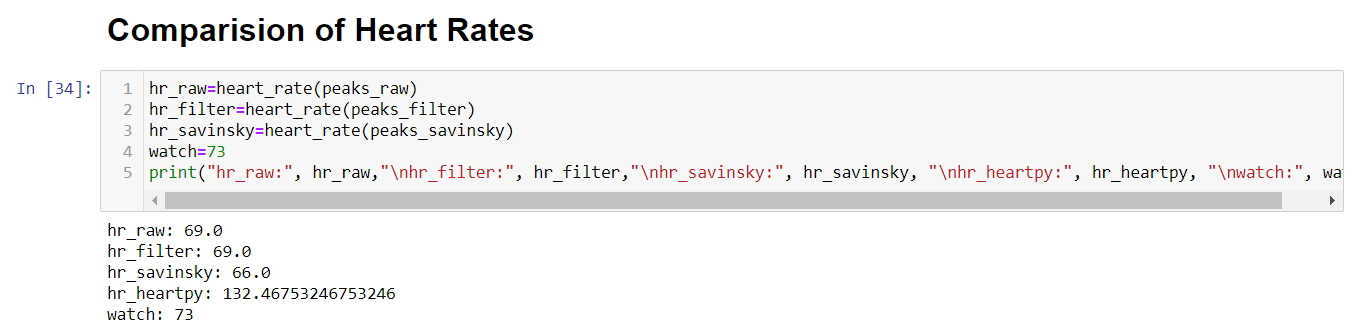 Comparision of Heart Rates
In [34]:
1 hr_raw=heart_rate(peaks_raw)
2 hr_filter=heart_rate(peaks_filter)
3 hr_savinsky=heart_rate(peaks_savinsky)
4 watch=73
5 print("hr_raw:", hr_raw,"\nhr_filter:", hr_filter,"\nhr_savinsky:", hr_savinsky, "\nhr_heartpy:", hr_heartpy, "\nwatch:", wa
hr_raw: 69.0
hr_filter: 69.0
hr_savinsky: 66.0
hr_heartpy: 132.46753246753246
watch: 73